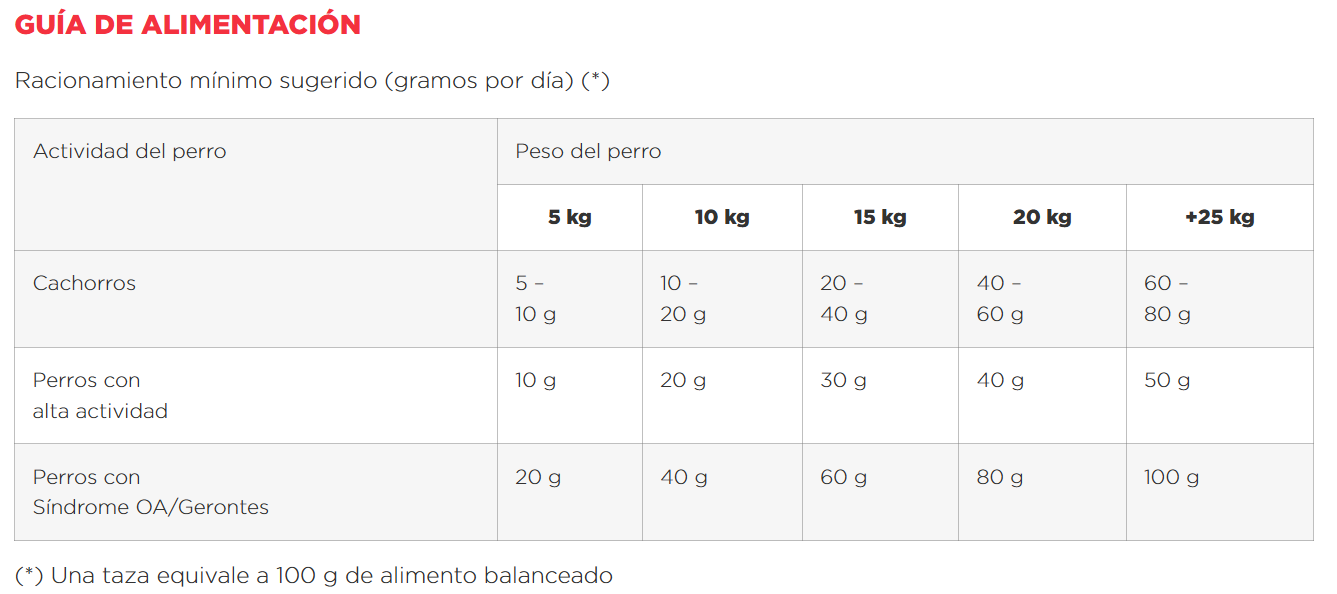 GUÍA DE ALIMENTACIÓN
Racionamiento mínimo sugerido (gramos por día) (*)
Actividad del perro
Peso del perro
5 kg
10 kg
15 kg
20 kg
+25 kg
Cachorros
5 –
10 g
10 –
20 g
20 –
40 g
40 –
60 g
60 –
80 g
Perros con
alta actividad
10 g
20 g
30 g
40 g
50 g
Perros con
Síndrome OA/Gerontes
20 g
40 g
60 g
80 g
100 g
(*) Una taza equivale a 100 g de alimento balanceado